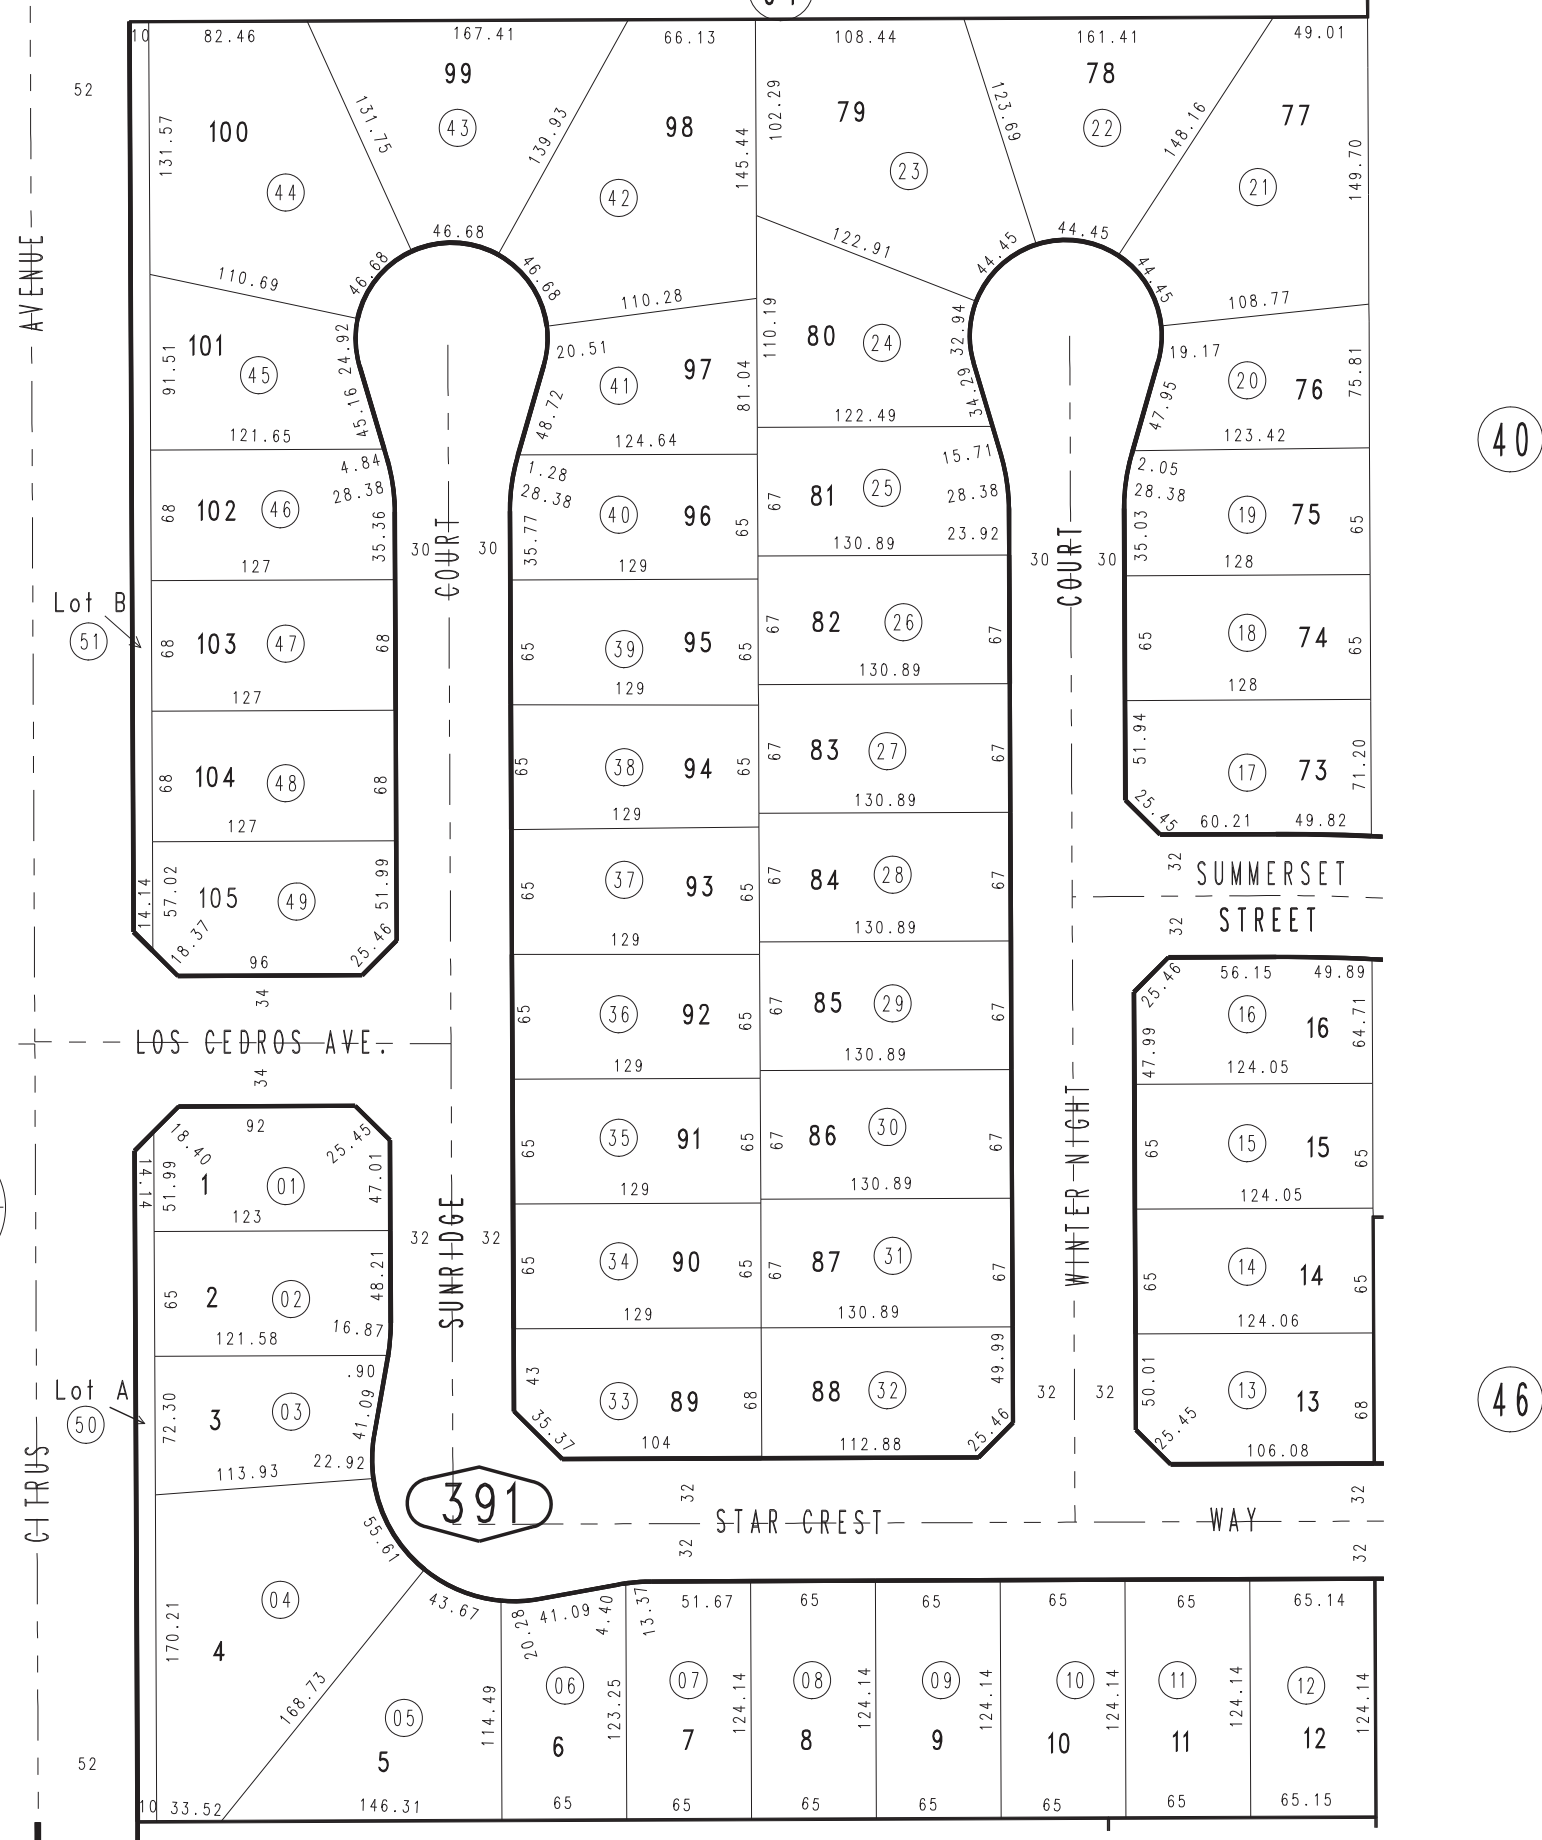 10 82.46 167.41 66.13 108.44 161.41 49.01
52
99
78
131.57 100 131.75 43 139.93 98 145.44 102.29 79 123.69 22 148.16 77 149.70
44 42 23 21
46.68 44.45
46.68 46.68 122.91 44.45 44.45
110.69 110.28 108.77
AVENUE
101 24.92 20.51 97 110.19 80 24 32.94 19.17 20 76 75.81
91.51 45 45.16 48.72 41 81.04 34.29 47.95
121.65 124.64 122.49 123.42
40
4.84 1.28 15.71 2.05
28.38 28.38 28.38 28.38
68 102 46 35.36 35.77 40 96 65 67 81 25 23.92 35.03 19 75 65
127 129 130.89 128
30 COURT 30 30 COURT 30
Lot B
51
68 103 47 68 65 39 95 65 67 82 26 67 65 18 74 65
127 129 130.89 128
68 104 48 68 65 38 94 65 67 83 27 67 51.94 17 73 71.20
127 129 130.89 25.45 60.21 49.82
14.14 57.02 105 49 51.99 65 37 93 65 67 84 28 67
18.37 96 25.46 129 130.89
32 SUMMERSET
32 STREET
34
LOS CEDROS AVE.
34
65 36 92 65 67 85 29 67 25.46 56.15 49.89
129 130.89 47.99 16 16 64.71
124.05
18.40 92 25.45
14.14 51.99 1 01 47.01 65 35 91 65 67 86 30 67 65 15 15 65
123 129 130.89 124.05
SUNRIDGE
WINTER NIGHT
32 32
65 2 02 48.21 65 34 90 65 67 87 31 67 65 14 14 65
121.58 16.87 129 130.89 124.06
Lot A
50
72.30 3 03 .90 41.09 43 33 89 68 88 32 49.99 32 32 50.01 13 13 68
113.93 22.92 35.37 104 112.88 25.46 25.45 106.08
46
CITRUS
391
32 32
STAR CREST WAY
32 32
55.61
170.21 04 43.67 20.28 41.09 4.40 13.37 51.67 65 65 65 65 65.14
4
168.73 05 114.49 06 123.25 07 124.14 08 124.14 09 124.14 10 124.14 11 124.14 12 124.14
5 6 7 8 9 10 11 12
52
10 33.52 146.31 65 65 65 65 65 65 65.15